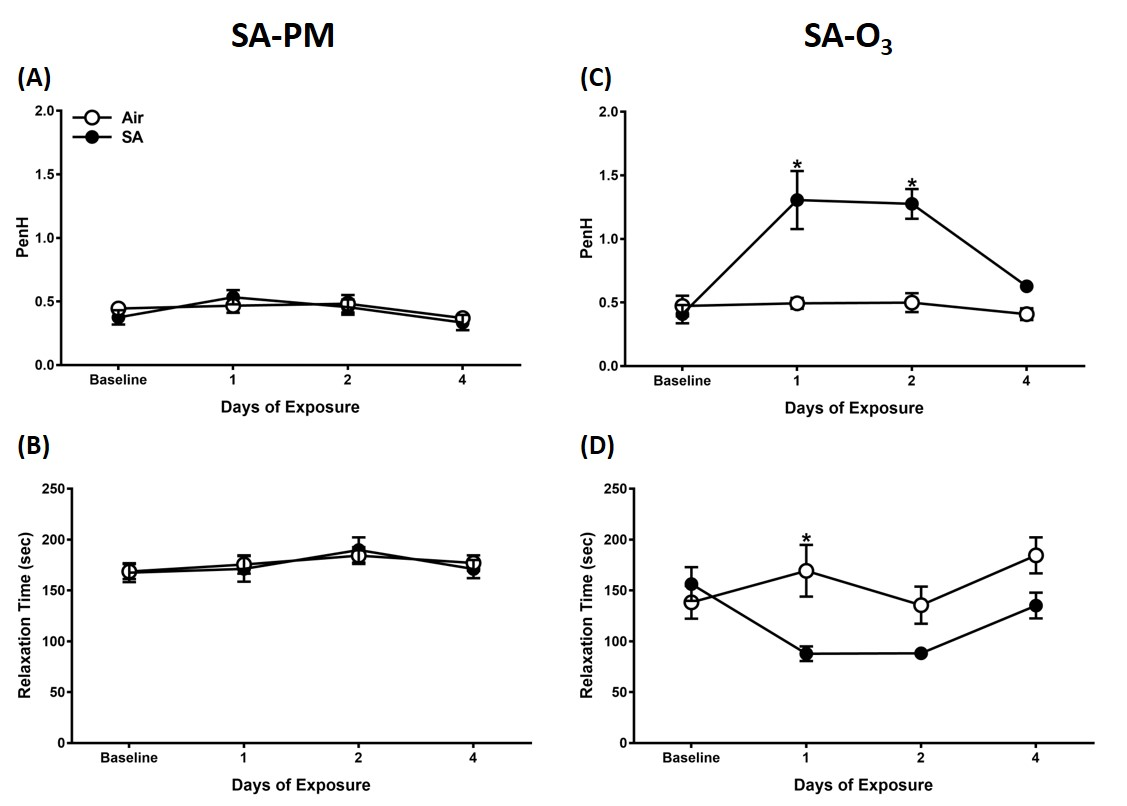 SA-PM
SA-O3
(A)
2.0
1.5
1.0
0.5
0.0
PenH
Air
SA
Baseline 1 2 4
Days of Exposure
(C)
2.0
1.5
1.0
0.5
0.0
PenH
*
*
Baseline 1 2 4
Days of Exposure
(B)
250
200
150
100
50
0
Relaxation Time (sec)
Baseline 1 2 4
Days of Exposure
(D)
250
200
150
100
50
0
Relaxation Time (sec)
*
Baseline 1 2 4
Days of Exposure